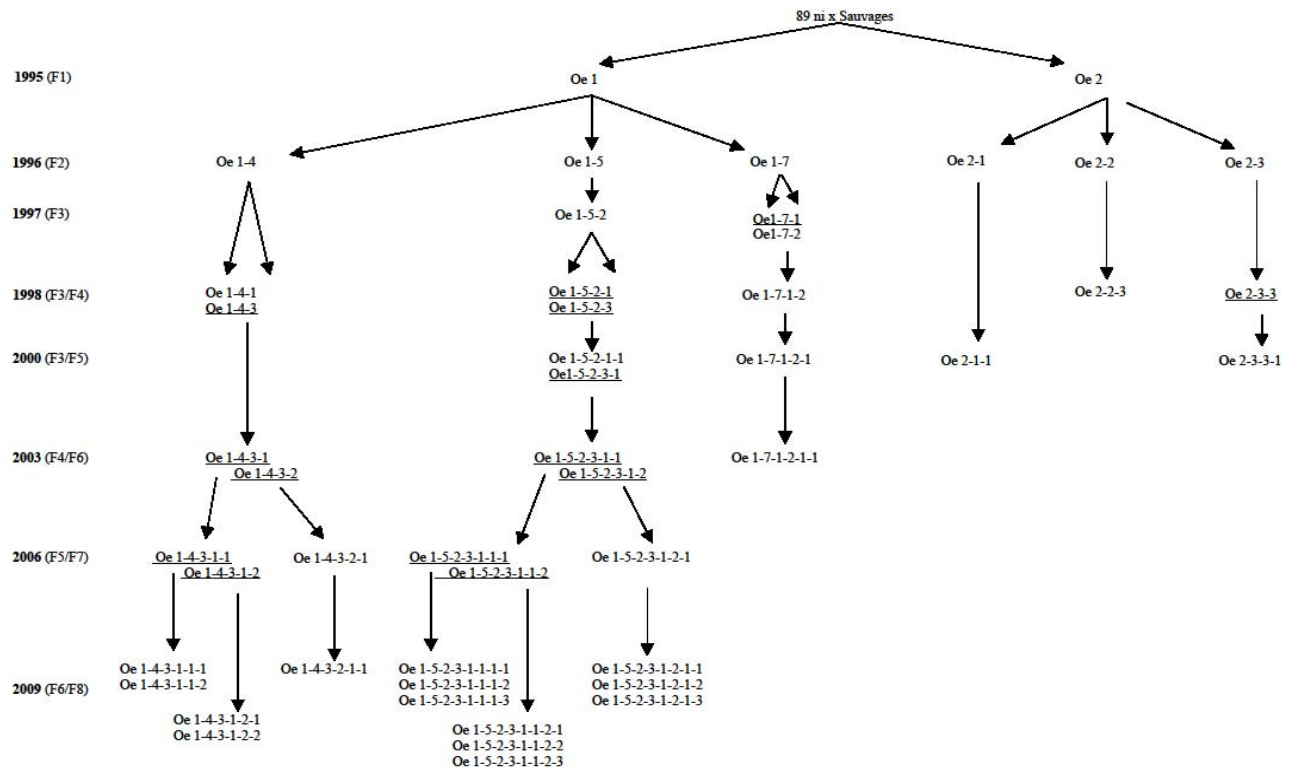 89 ni x Sauvages
1995 (F1)
Oe 1
Oe 2
1996 (F2)
Oe 1-4
Oe 1-5
Oe 1-7
Oe 2-1
Oe 2-2
Oe 2-3
1997 (F3)
Oe 1-5-2
Oe1-7-1
Oe1-7-2
1998 (F3/F4)
Oe 1-4-1
Oe 1-4-3
Oe 1-5-2-1
Oe 1-5-2-3
Oe 1-7-1-2
Oe 2-2-3
Oe 2-3-3
2000 (F3/F5)
Oe 1-5-2-1-1
Oe1-5-2-3-1
Oe 1-7-1-2-1
Oe 2-1-1
Oe 2-3-3-1
2003 (F4/F6)
Oe 1-4-3-1
Oe 1-4-3-2
Oe 1-5-2-3-1-1
Oe 1-5-2-3-1-2
Oe 1-7-1-2-1-1
2006 (F5/F7)
Oe 1-4-3-1-1
Oe 1-4-3-1-2
Oe 1-4-3-2-1
Oe 1-5-2-3-1-1-1
Oe 1-5-2-3-1-1-2
Oe 1-5-2-3-1-2-1
2009 (F6/F8)
Oe 1-4-3-1-1-1
Oe 1-4-3-1-1-2
Oe 1-4-3-1-2-1
Oe 1-4-3-1-2-2
Oe 1-4-3-2-1-1
Oe 1-5-2-3-1-1-1-1
Oe 1-5-2-3-1-1-1-2
Oe 1-5-2-3-1-1-1-3
Oe 1-5-2-3-1-1-2-1
Oe 1-5-2-3-1-1-2-2
Oe 1-5-2-3-1-1-2-3
Oe 1-5-2-3-1-2-1-1
Oe 1-5-2-3-1-2-1-2
Oe 1-5-2-3-1-2-1-3